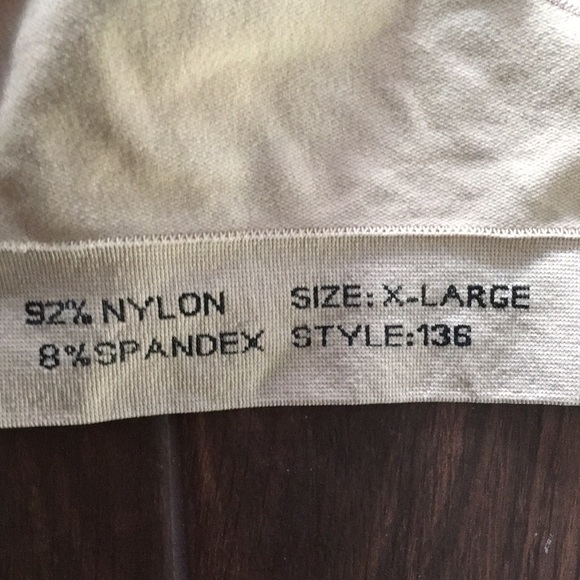 92% NYLON SIZE: X-LARGE
8% SPANDEX STYLE:136